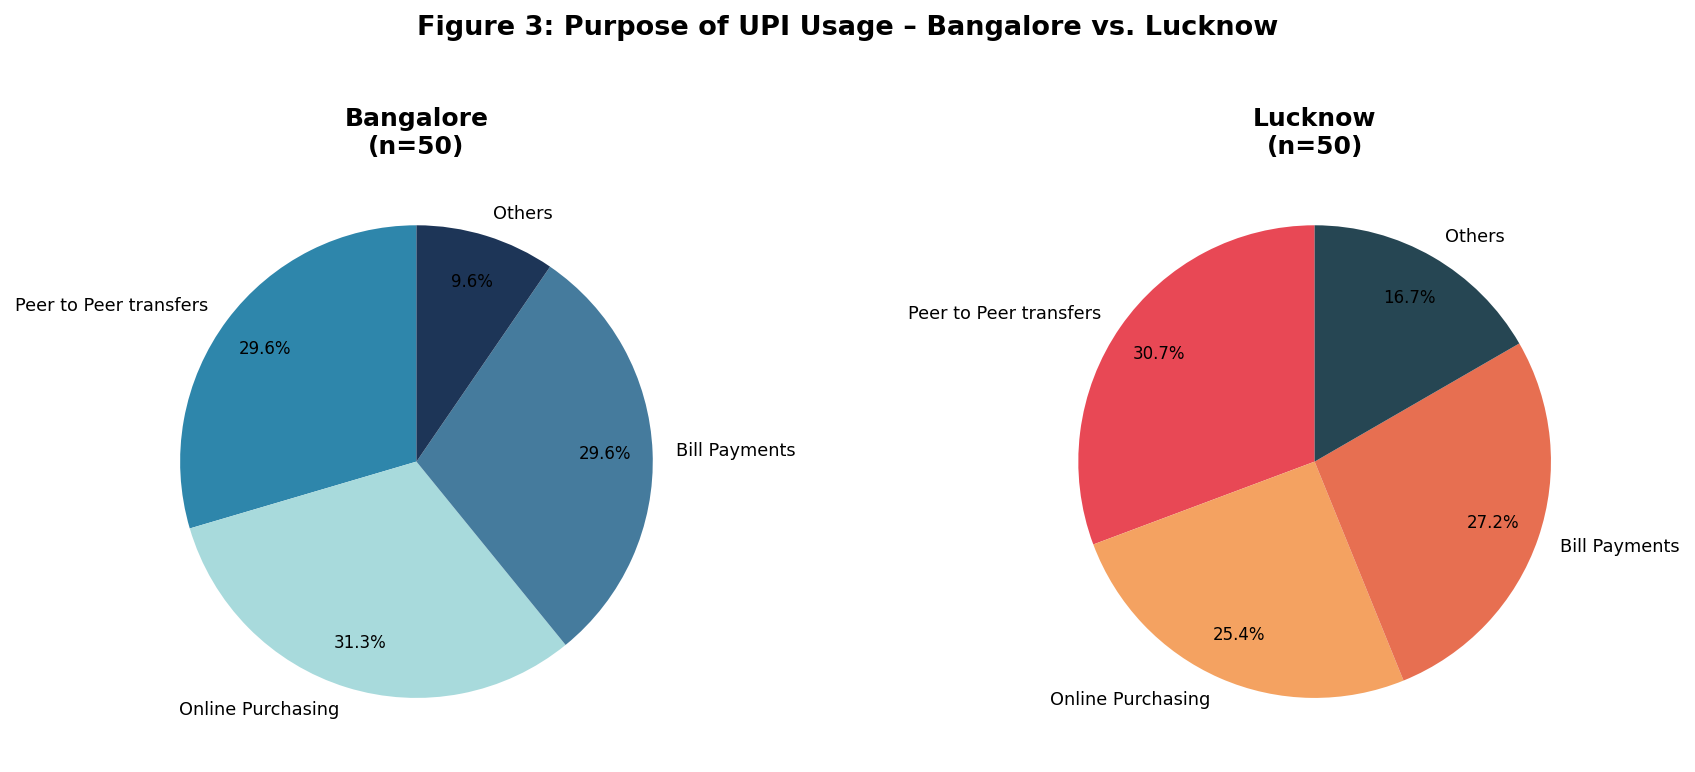 Figure 3: Purpose of UPI Usage – Bangalore vs. Lucknow
Bangalore
(n=50)
Others
9.6%
Peer to Peer transfers
29.6%
Bill Payments
29.6%
31.3%
Online Purchasing
Lucknow
(n=50)
Others
16.7%
Peer to Peer transfers
30.7%
27.2%
Bill Payments
25.4%
Online Purchasing